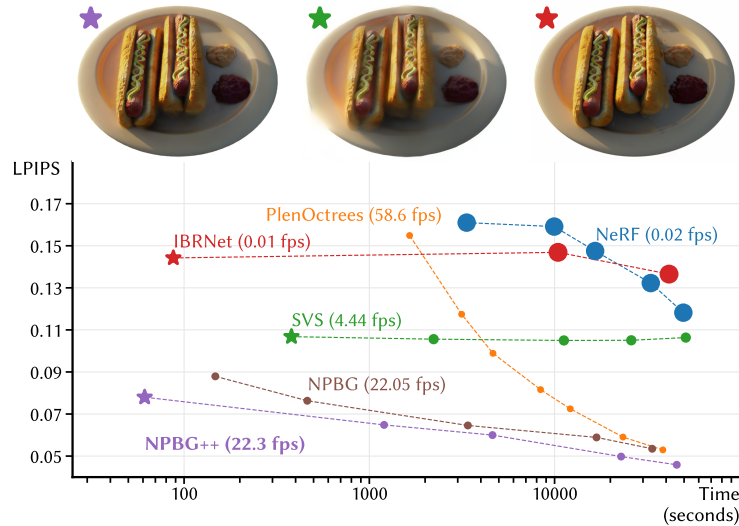 LPIPS
0.17
PlenOctrees (58.6 fps)
NeRF (0.02 fps)
IBRNet (0.01 fps)
0.15
0.13
SVS (4.44 fps)
0.11
0.09
NPBG (22.05 fps)
0.07
NPBG++ (22.3 fps)
0.05
100
1000
10000
Time
(seconds)